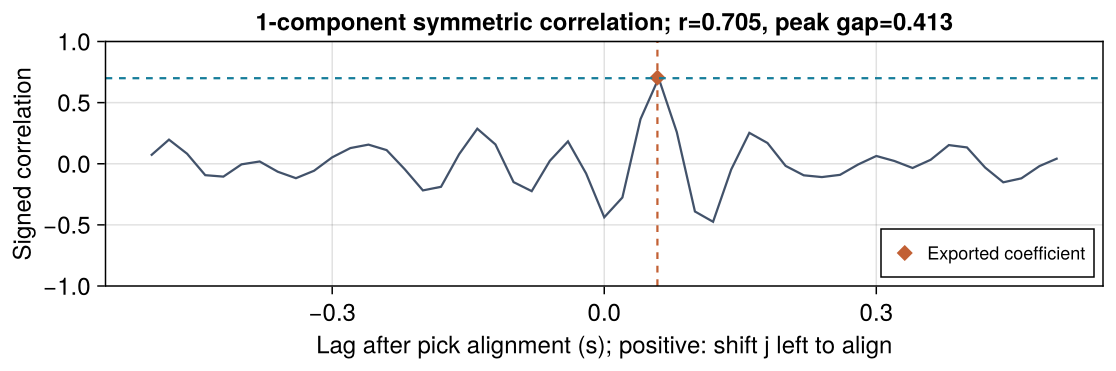 1-component symmetric correlation; r=0.705, peak gap=0.413
Signed correlation
1.0
0.5
0.0
−0.5
−1.0
Exported coefficient
−0.3
0.0
0.3
Lag after pick alignment (s); positive: shift j left to align